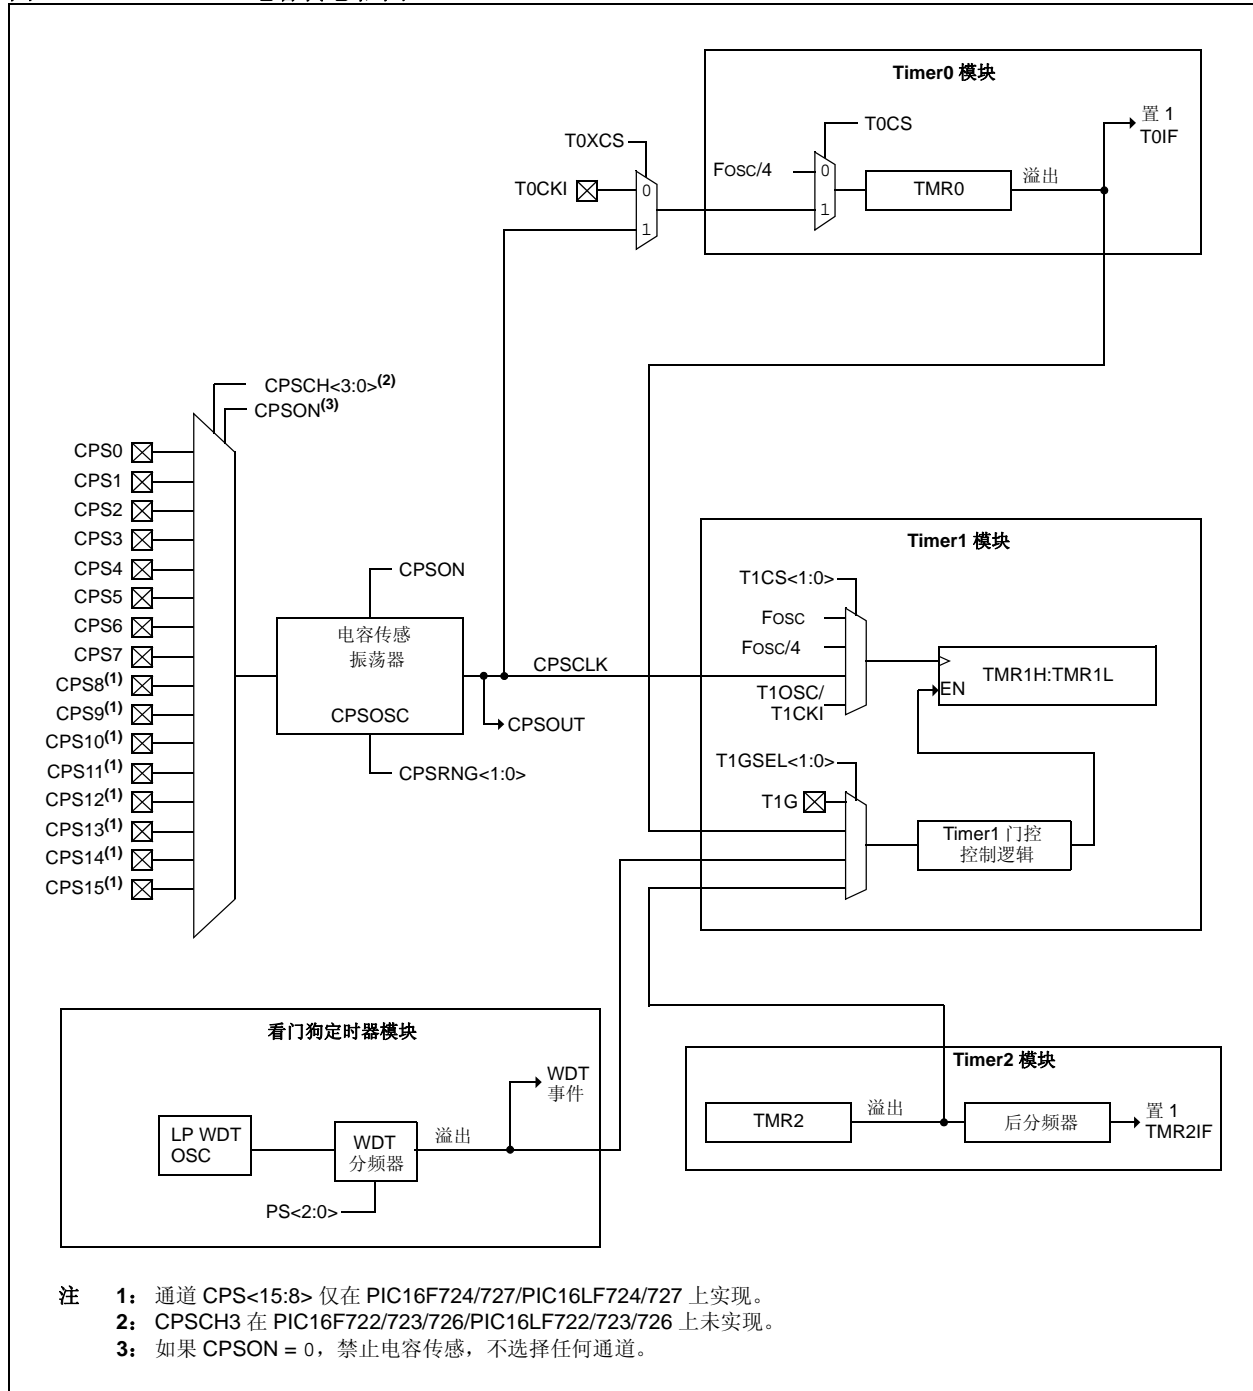 Timer0 模块
置 1
T0IF
T0CS
T0XCS
FOSC/4
0
T0CKI
0
TMR0
溢出
1
1
CPSCH<3:0>(2)
CPSON(3)
CPS0
CPS1
CPS2
CPS3
CPS4
CPS5
CPS6
CPS7
CPS8(1)
CPS9(1)
CPS10(1)
CPS11(1)
CPS12(1)
CPS13(1)
CPS14(1)
CPS15(1)
CPSON
电容传感
振荡器
CPSOSC
CPSCLK
CPSOUT
CPSRNG<1:0>
Timer1 模块
T1CS<1:0>
FOSC
FOSC/4
T1OSC/
T1CKI
TMR1H:TMR1L
EN
T1GSEL<1:0>
T1G
Timer1 门控
控制逻辑
看门狗定时器模块
WDT
事件
LP WDT
OSC
WDT
分频器
溢出
PS<2:0>
Timer2 模块
TMR2
溢出
后分频器
置 1
TMR2IF
注 1： 通道 CPS<15:8> 仅在 PIC16F724/727/PIC16LF724/727 上实现。
2： CPSCH3 在 PIC16F722/723/726/PIC16LF722/723/726 上未实现。
3： 如果 CPSON = 0，禁止电容传感，不选择任何通道。